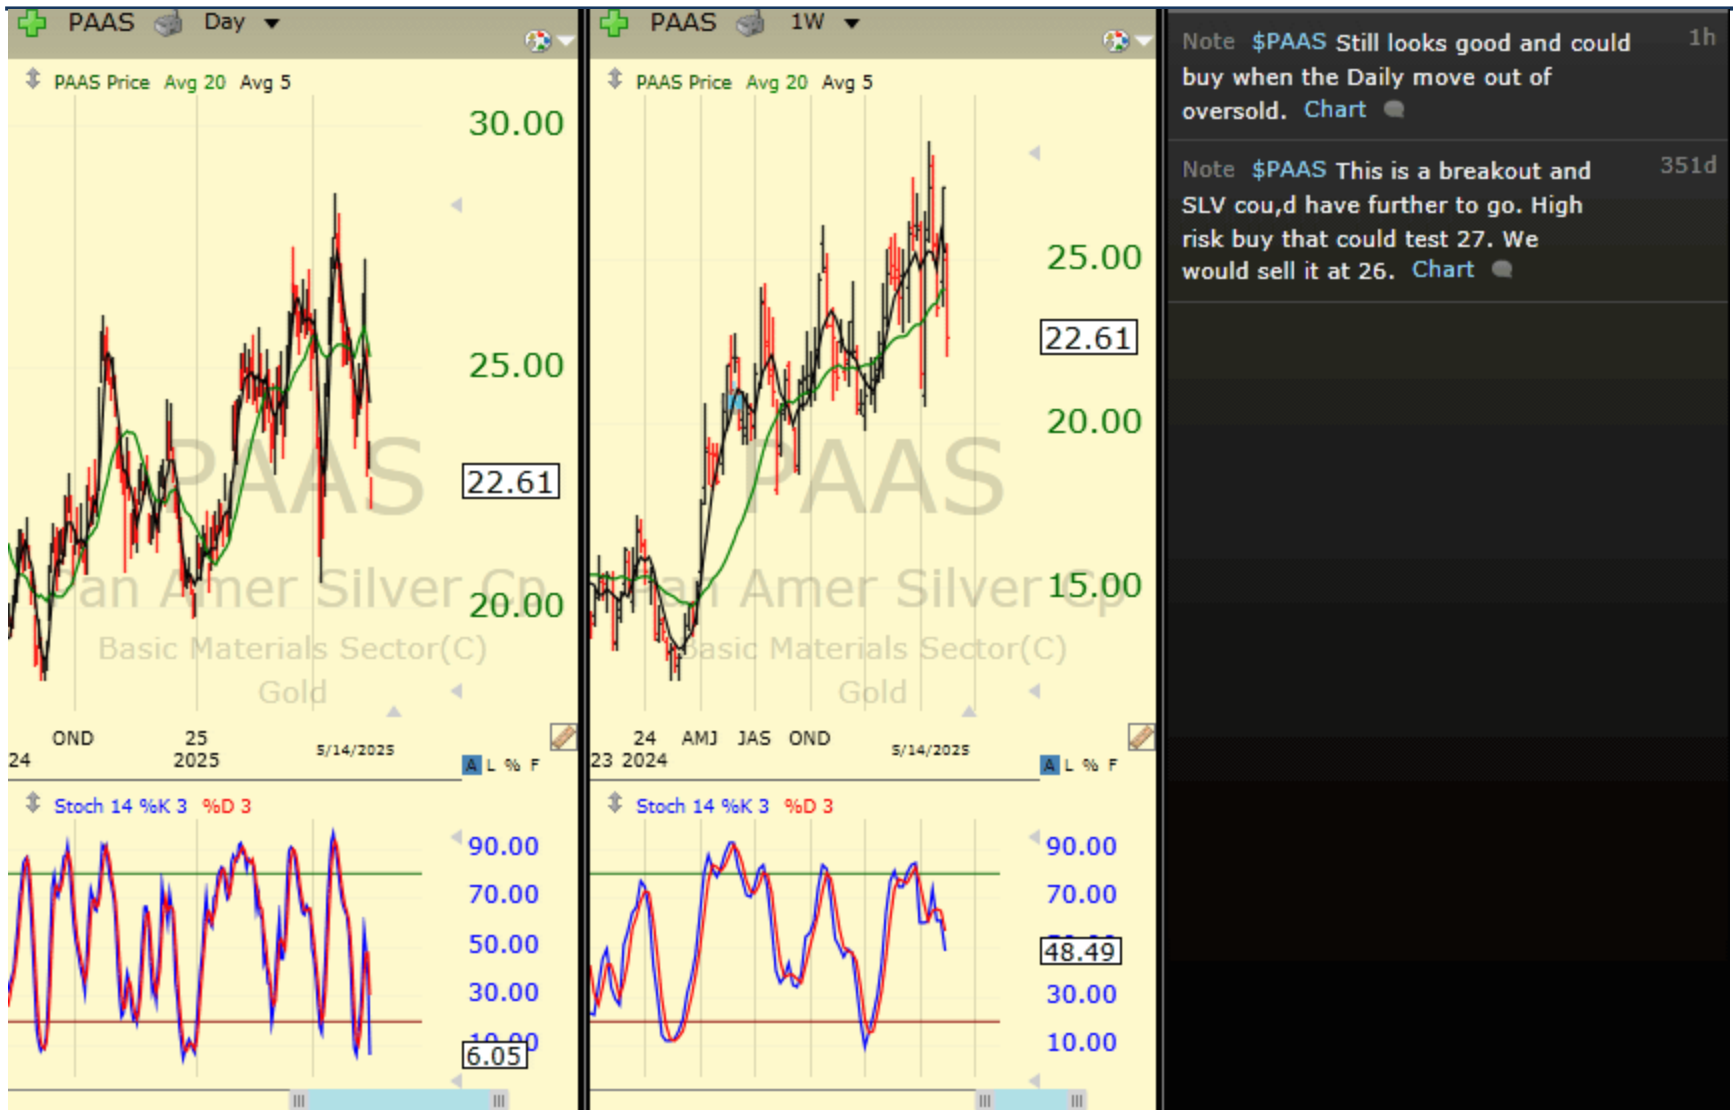 PAAS Day
PAAS Price Avg 20 Avg 5
30.00
25.00
22.61
20.00
PAAS
Pan Amer Silver Cp
Basic Materials Sector(C)
Gold
OND 25
24 2025 5/14/2025
A L % F
Stoch 14 %K 3 %D 3
90.00
70.00
50.00
30.00
10.00
6.05
PAAS 1W
PAAS Price Avg 20 Avg 5
25.00
22.61
20.00
15.00
PAAS
Pan Amer Silver Cp
Basic Materials Sector(C)
Gold
24 AMJ JAS OND
23 2024 5/14/2025
A L % F
Stoch 14 %K 3 %D 3
90.00
70.00
48.49
30.00
10.00
Note $PAAS Still looks good and could 1h
buy when the Daily move out of
oversold. Chart
Note $PAAS This is a breakout and 351d
SLV cou,d have further to go. High
risk buy that could test 27. We
would sell it at 26. Chart